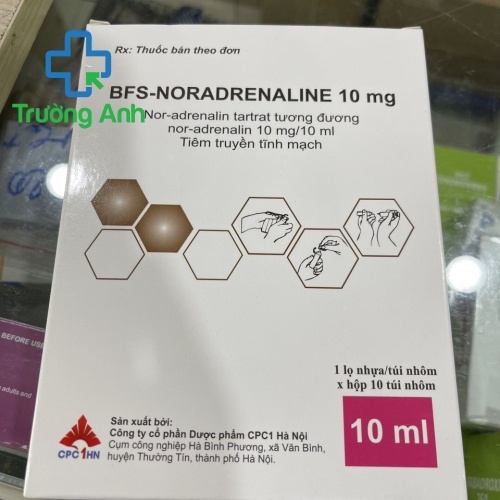 Rx: Thuốc bán theo đơn
Trường Anh
BFS-NORADRENALINE 10 mg
Nor-adrenalin tartrat tương đương
nor-adrenalin 10 mg/10 ml
Tiêm truyền tĩnh mạch
BEFORE USE
adults and
1 lọ nhựa/túi nhôm
x hộp 10 túi nhôm
10 ml
CPC1HN
Sản xuất bởi:
Công ty cổ phần Dược phẩm CPC1 Hà Nội
Cụm công nghiệp Hà Bình Phương, xã Văn Bình,
huyện Thường Tín, thành phố Hà Nội.